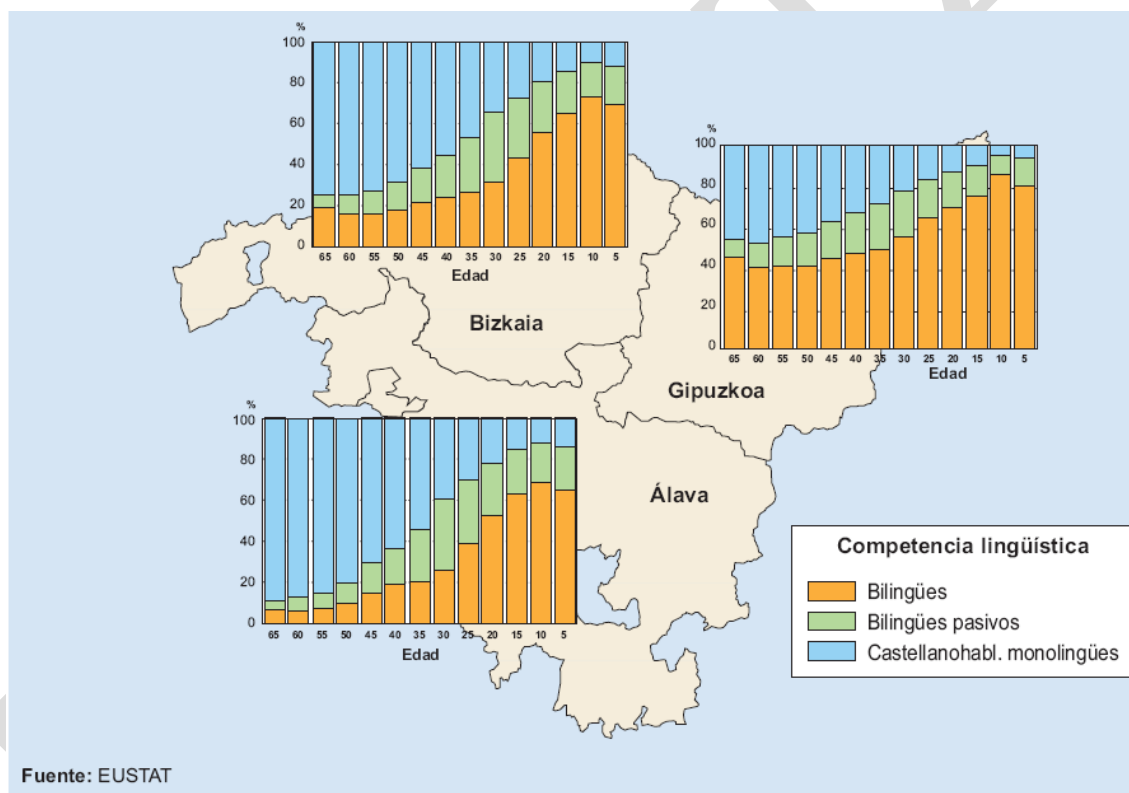 %
100
80
60
40
20
0
65 60 55 50 45 40 35 30 25 20 15 10 5
Edad
%
100
80
60
40
20
0
65 60 55 50 45 40 35 30 25 20 15 10 5
Edad
Bizkaia
Gipuzkoa
%
100
80
60
40
20
0
65 60 55 50 45 40 35 30 25 20 15 10 5
Edad
Álava
Competencia lingüística
Bilingües
Bilingües pasivos
Castellanohabl. monolingües
Fuente: EUSTAT